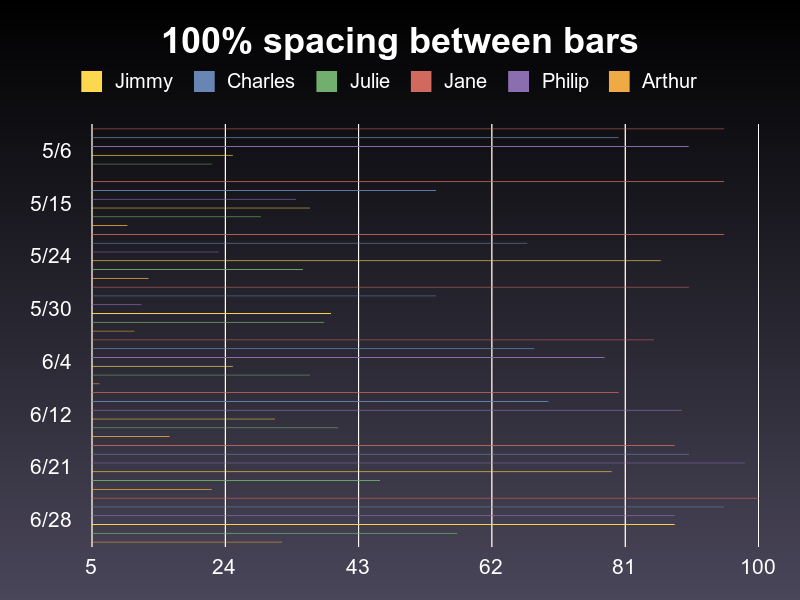 100% spacing between bars
Jimmy Charles Julie Jane Philip Arthur
5/6
5/15
5/24
5/30
6/4
6/12
6/21
6/28
5 24 43 62 81 100